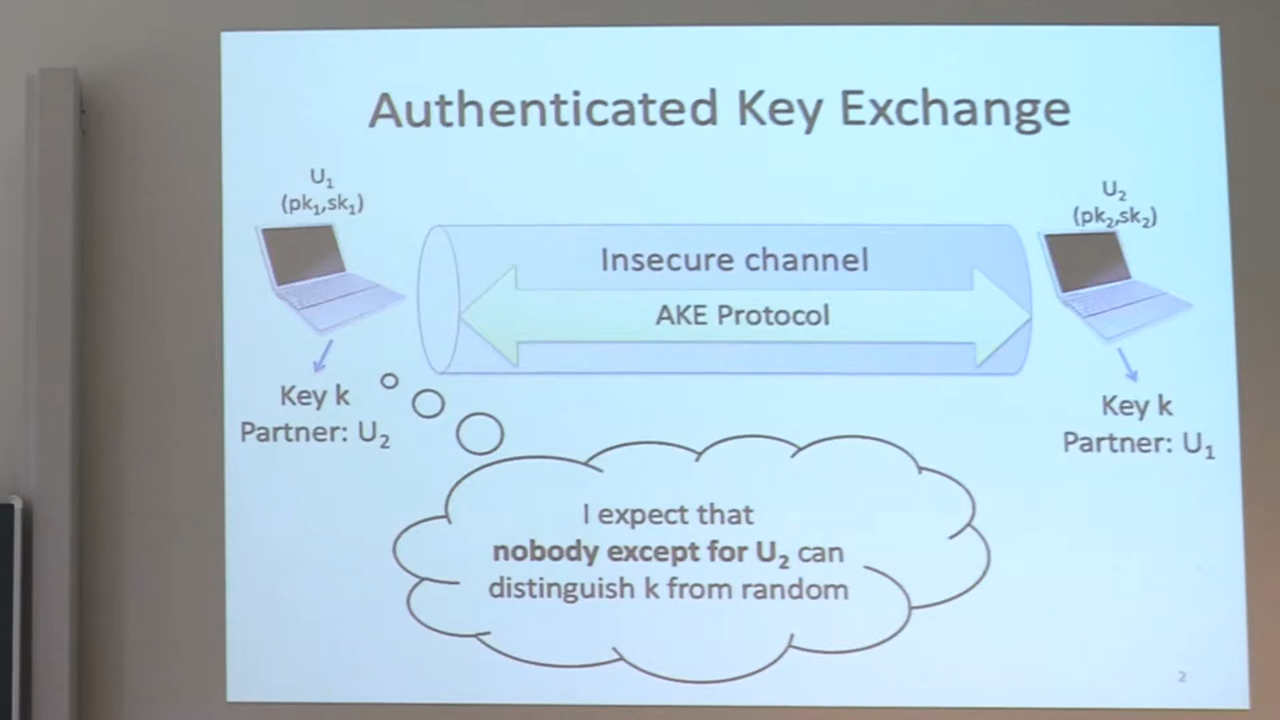 Authenticated Key Exchange
U₁
(pk₁,sk₁)
U₂
(pk₂,sk₂)
Insecure channel
AKE Protocol
Key k
Partner: U₂
Key k
Partner: U₁
I expect that
nobody except for U₂ can
distinguish k from random
2